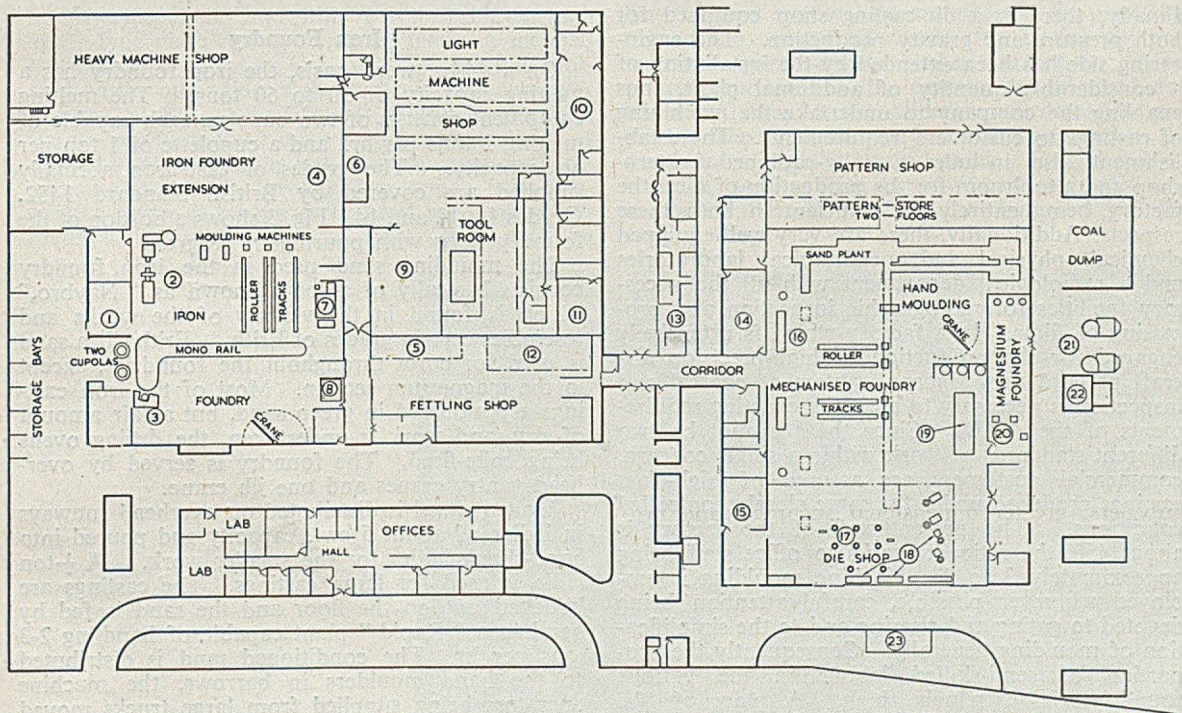 HEAVY MACHINE SHOP
LIGHT
MACHINE
SHOP
10
STORAGE
IRON FOUNDRY
EXTENSION
4
6
TOOL
ROOM
9
MOULDING MACHINES
2
IRON
ROLLER
TRACKS
7
1
11
STORAGE BAYS
TWO
CUPOLAS
MONO RAIL
5
12
3
FOUNDRY
8
CRANE
FETTLING SHOP
CORRIDOR
13
14
LAB
LAB
HALL
OFFICES
PATTERN SHOP
PATTERN STORE
TWO FLOORS
COAL
DUMP
SAND PLANT
HAND
MOULDING
CRANE
16
ROLLER
MECHANISED FOUNDRY
TRACKS
MAGNESIUM
FOUNDRY
21
22
19
20
15
17
18
DIE SHOP
23